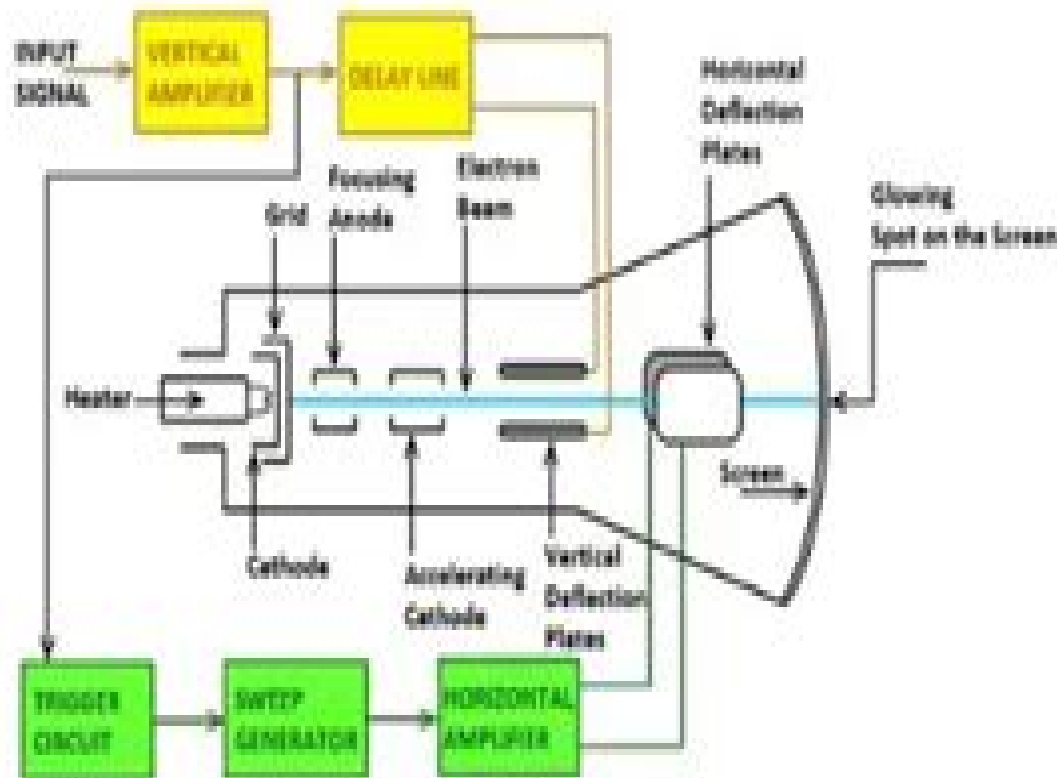 INPUT
SIGNAL
VERTICAL
AMPLIFIER
DELAY LINE
Horizontal
Deflection
Plates
Grid
Focusing
Anode
Electron
Beam
Glowing
Spot on the Screen
Heater
Screen
Cathode
Accelerating
Cathode
Vertical
Deflection
Plates
TRIGGER
CIRCUIT
SWEEP
GENERATOR
HORIZONTAL
AMPLIFIER